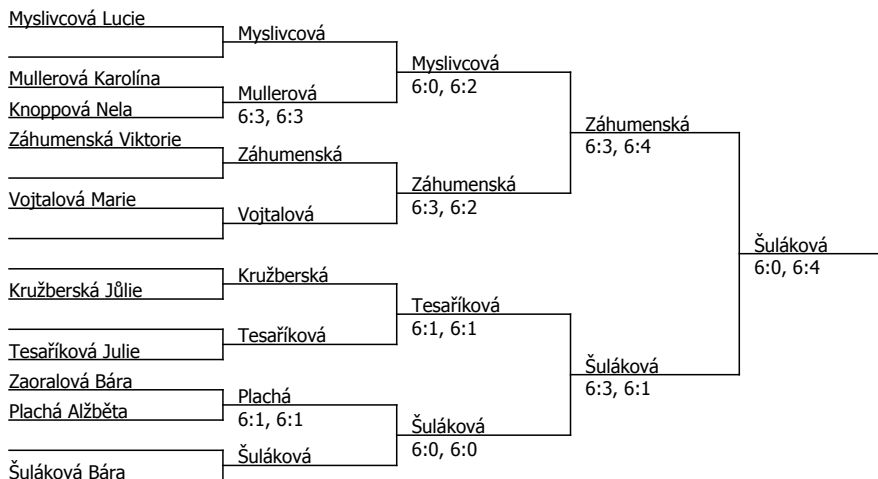 Myslivcová Lucie
Myslivcová
Myslivcová
6:0, 6:2
Mullerová Karolína
Mullerová
6:3, 6:3
Knoppová Nela
Záhumenská
6:3, 6:4
Záhumenská Viktorie
Záhumenská
Záhumenská
6:3, 6:2
Vojtalová Marie
Vojtalová
Šuláková
6:0, 6:4
Kružberská
Kružberská Jůlie
Tesaříková
6:1, 6:1
Tesaříková
Tesaříková Julie
Šuláková
6:3, 6:1
Zaoralová Bára
Plachá
6:1, 6:1
Plachá Alžběta
Šuláková
6:0, 6:0
Šuláková
Šuláková Bára